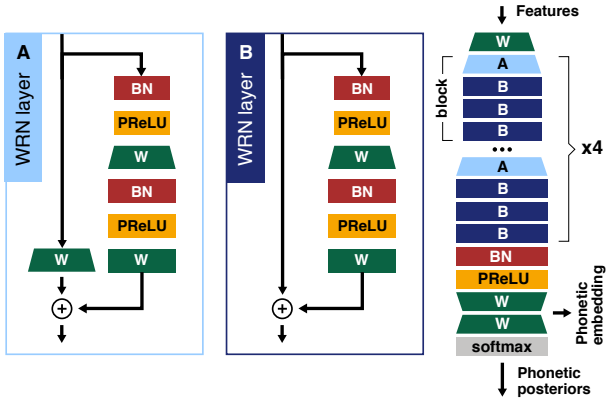 A
WRN layer
BN
PReLU
W
BN
PReLU
W
W
+
B
WRN layer
BN
PReLU
W
BN
PReLU
W
+
Features
W
A
B
B
B
block
•••
x4
A
B
B
B
BN
PReLU
W
W
softmax
Phonetic
embedding
Phonetic
posteriors